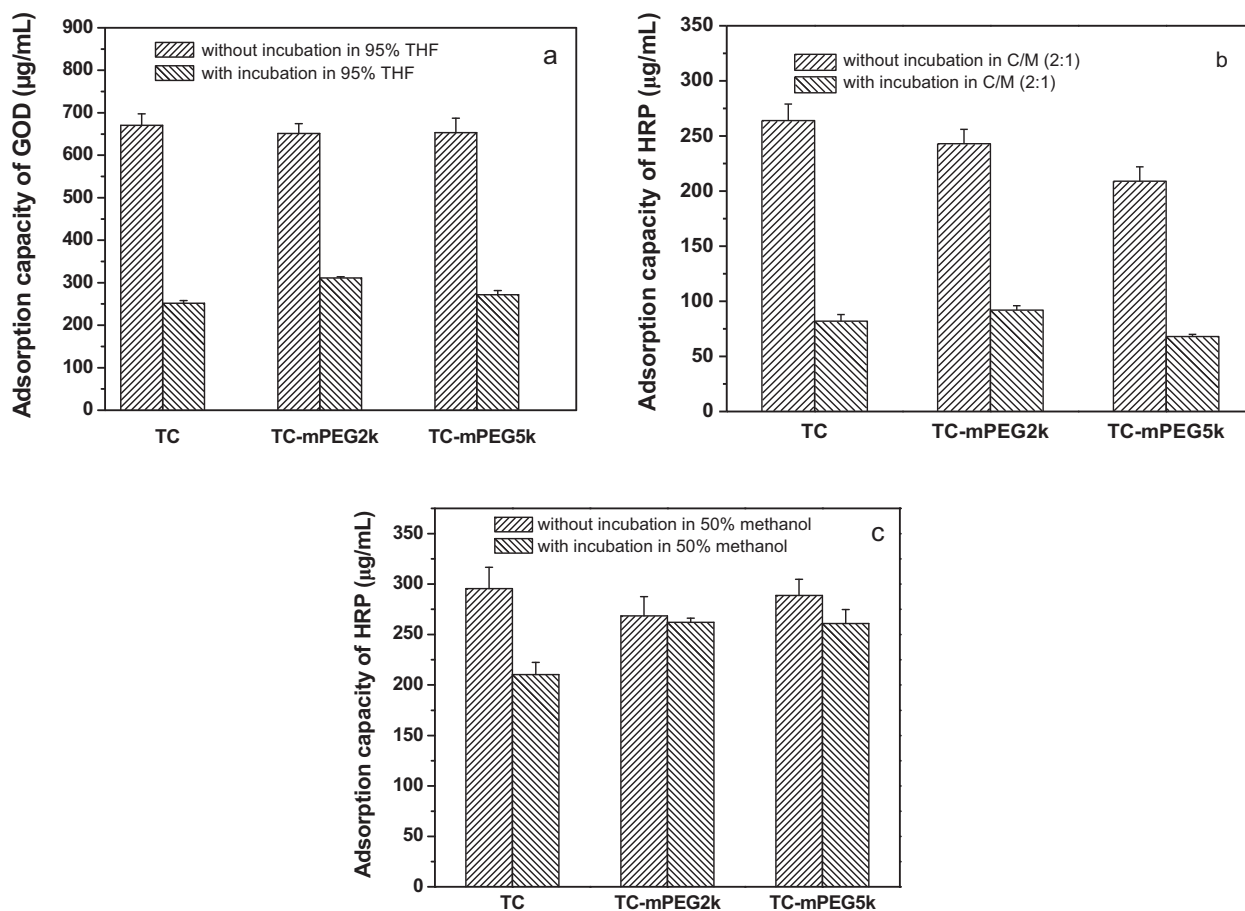 Adsorption capacity of GOD (μg/mL)
900
800
700
600
500
400
300
200
100
0
without incubation in 95% THF
with incubation in 95% THF
a
TC
TC-mPEG2k
TC-mPEG5k
Adsorption capacity of HRP (μg/mL)
350
300
250
200
150
100
50
0
without incubation in C/M (2:1)
with incubation in C/M (2:1)
b
TC
TC-mPEG2k
TC-mPEG5k
Adsorption capacity of HRP (μg/mL)
350
300
250
200
150
100
50
0
without incubation in 50% methanol
with incubation in 50% methanol
c
TC
TC-mPEG2k
TC-mPEG5k